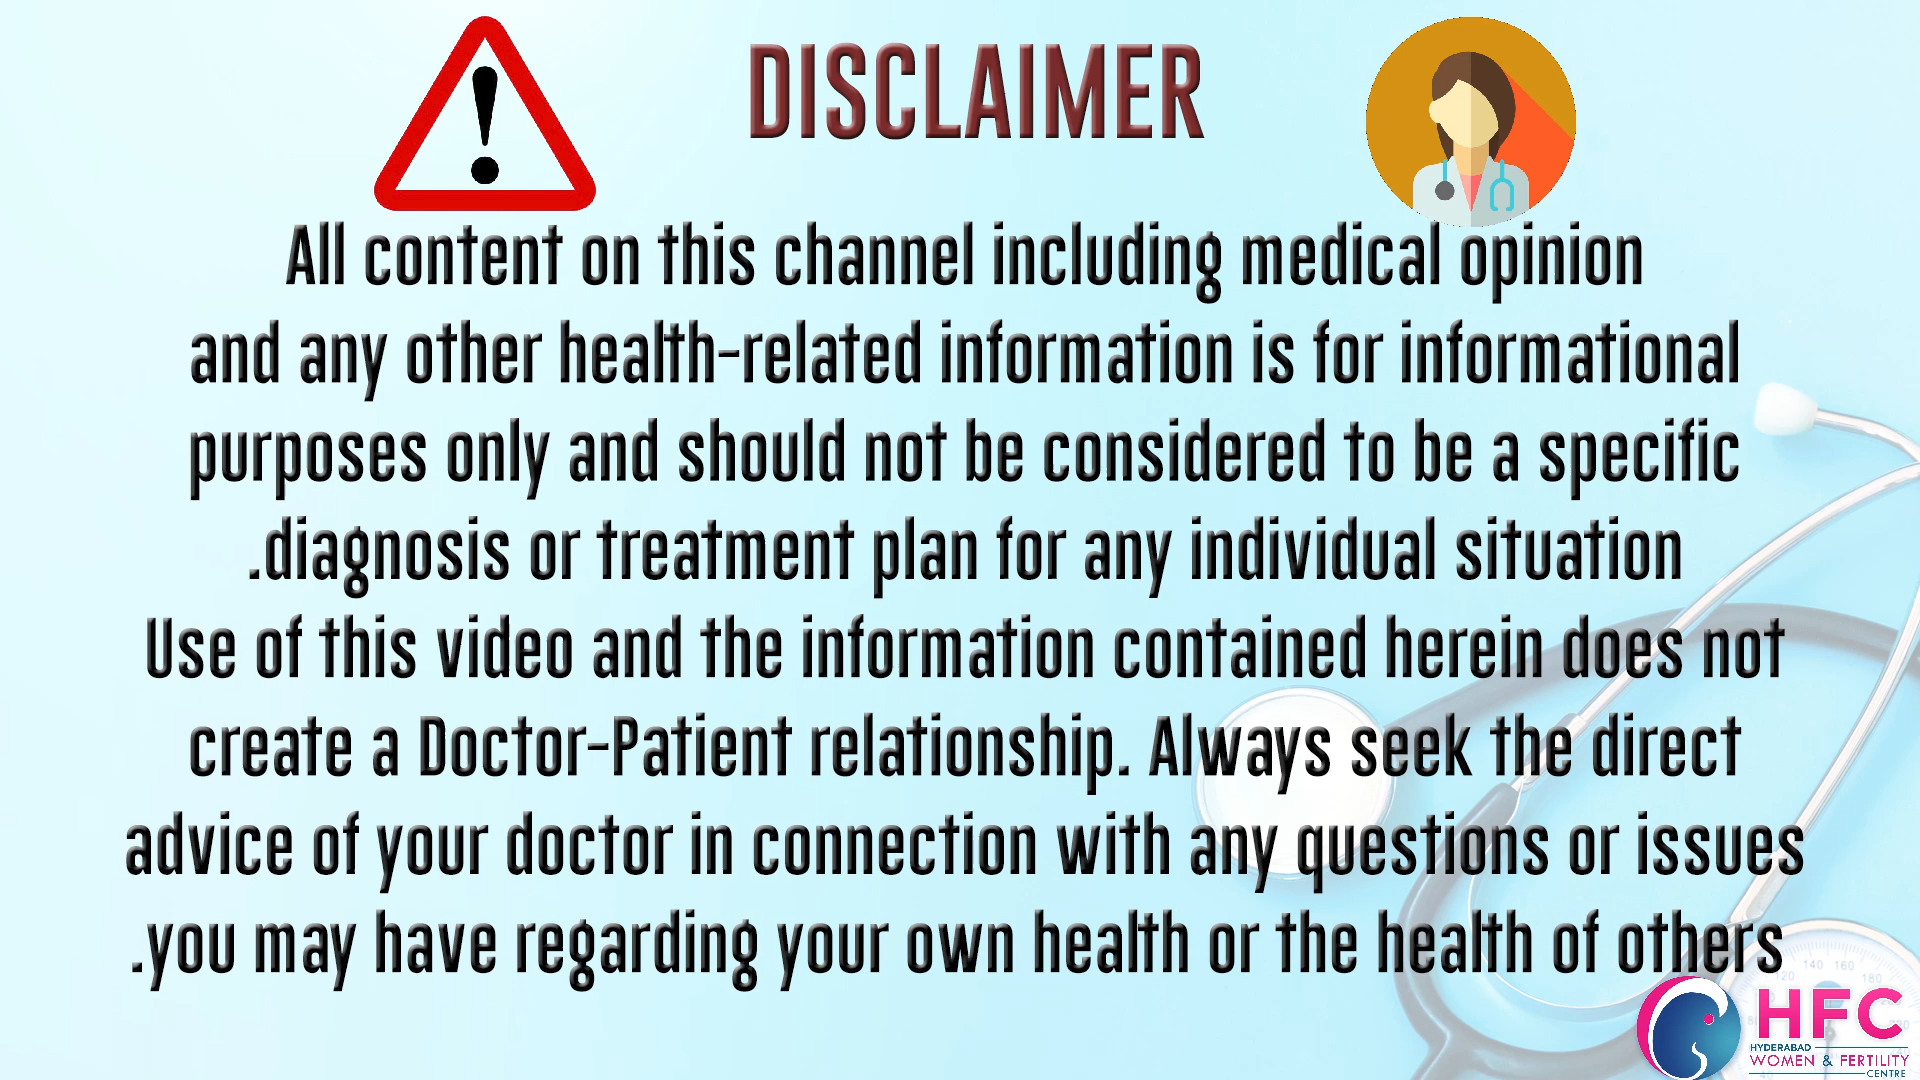 DISCLAIMER
All content on this channel including medical opinion
and any other health-related information is for informational
purposes only and should not be considered to be a specific
.diagnosis or treatment plan for any individual situation
Use of this video and the information contained herein does not
create a Doctor-Patient relationship. Always seek the direct
advice of your doctor in connection with any questions or issues
.you may have regarding your own health or the health of others
120 140 160 180
HFC
HYDERABAD
WOMEN & FERTILITY
CENTRE